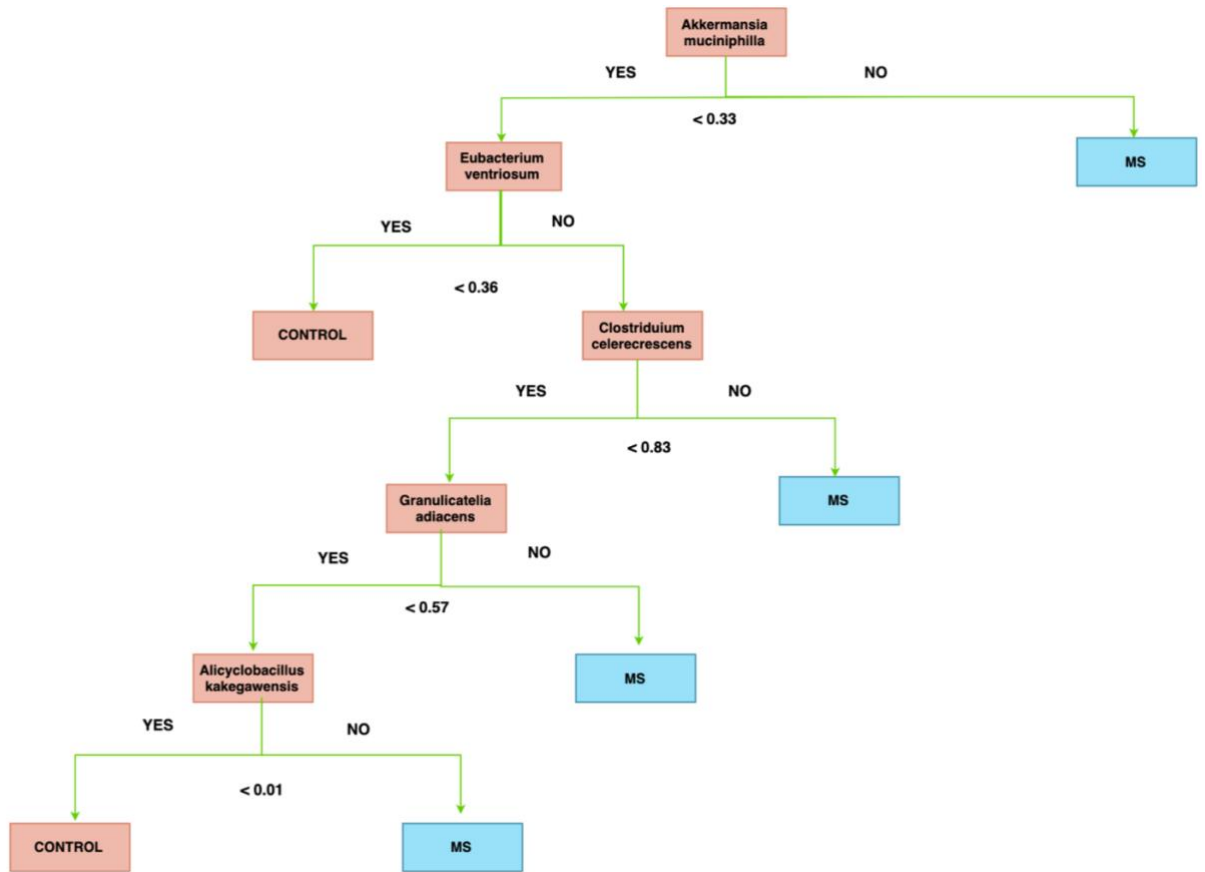 Akkermansia
muciniphilla
YES
NO
< 0.33
Eubacterium
ventriosum
MS
YES
NO
< 0.36
CONTROL
Clostriduium
celerecrescens
YES
NO
< 0.83
Granulicatelia
adiacens
MS
YES
NO
< 0.57
Alicyclobacillus
kakegawensis
MS
YES
NO
< 0.01
CONTROL
MS